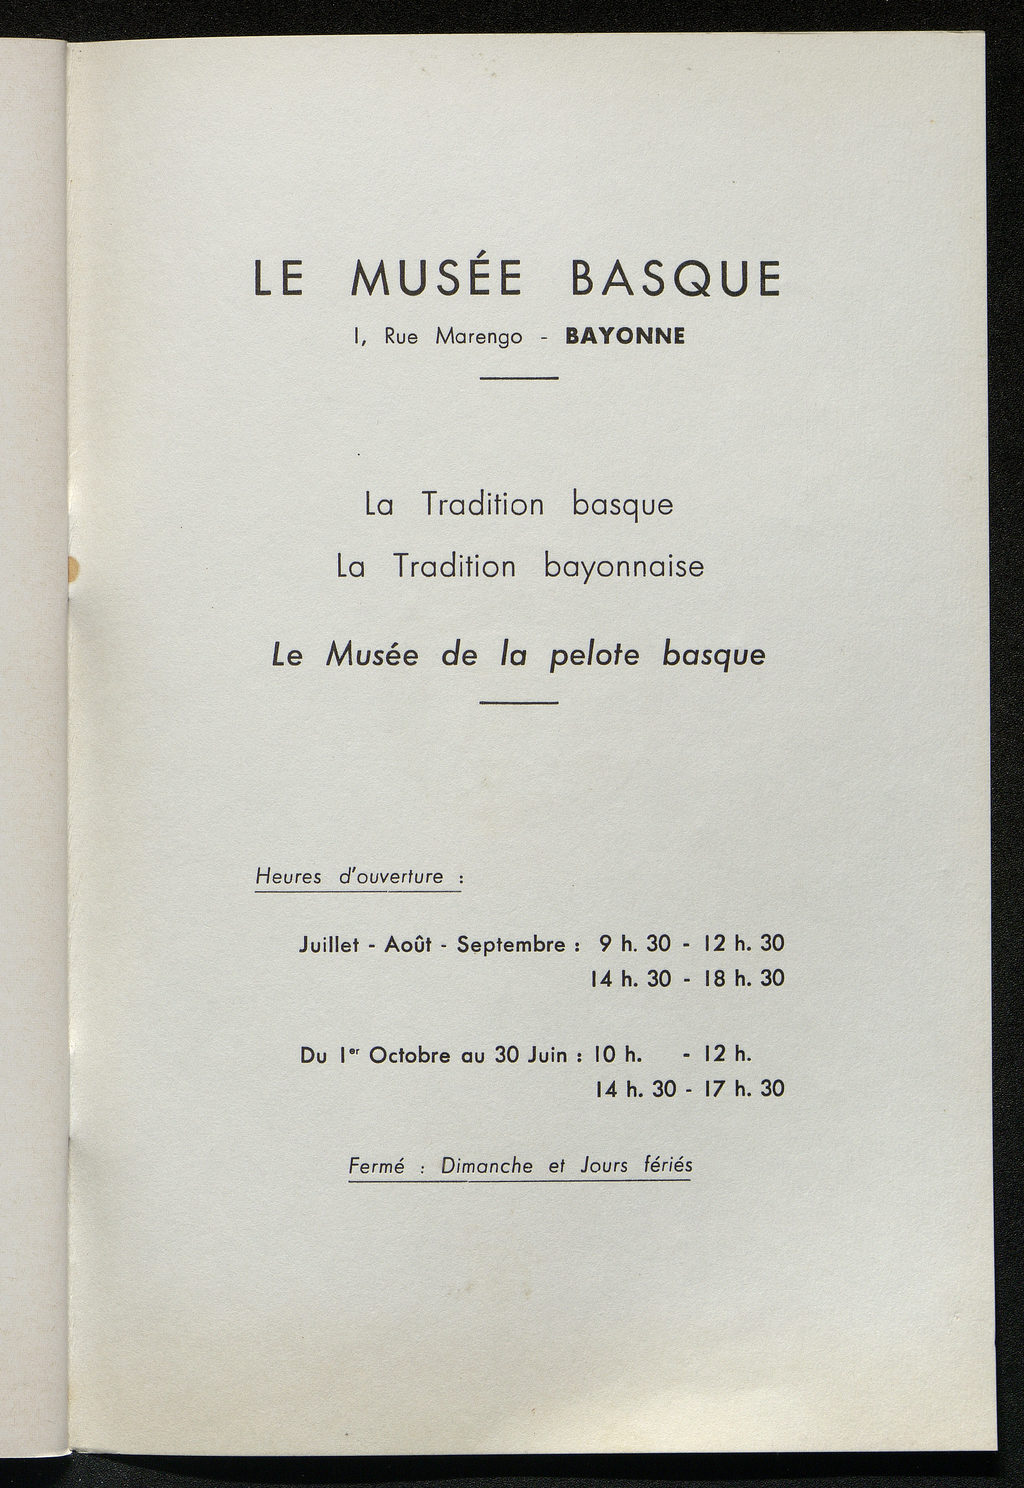 LE MUSÉE BASQUE
1, Rue Marengo - BAYONNE
La Tradition basque
La Tradition bayonnaise
Le Musée de la pelote basque
Heures d'ouverture :
Juillet - Août - Septembre : 9 h. 30 - 12 h. 30
14 h. 30 - 18 h. 30
Du 1er Octobre au 30 Juin : 10 h. - 12 h.
14 h. 30 - 17 h. 30
Fermé : Dimanche et Jours fériés